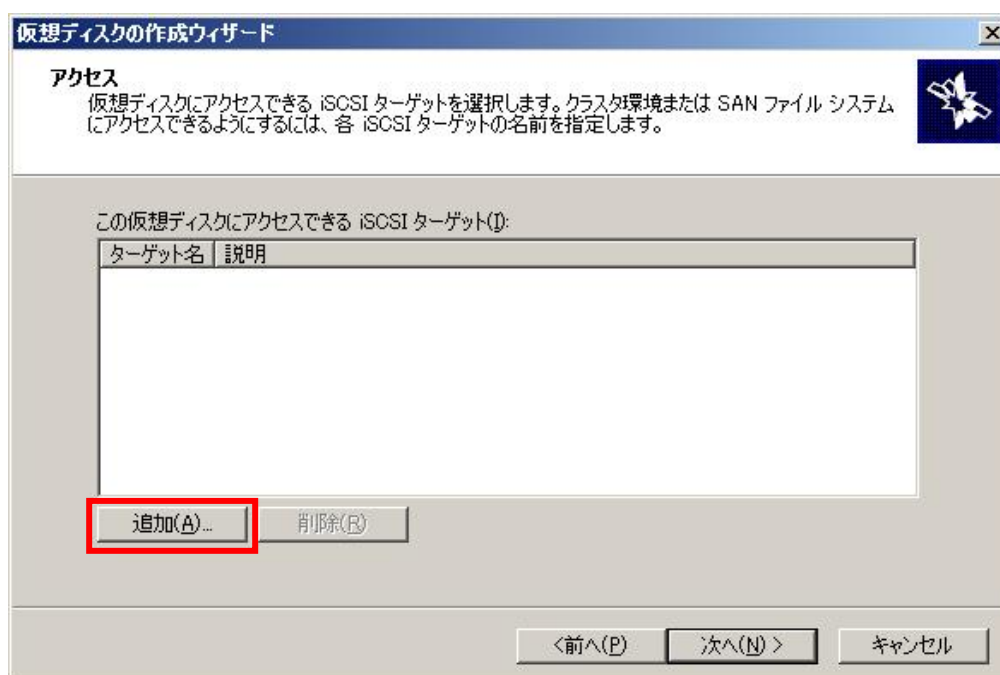 仮想ディスクの作成ウィザード
アクセス
仮想ディスクにアクセスできる iSCSI ターゲットを選択します。クラスタ環境または SAN ファイル システム
にアクセスできるようにするには、各 iSCSI ターゲットの名前を指定します。
この仮想ディスクにアクセスできる iSCSI ターゲット(I):
ターゲット名 説明
追加(A)... 削除(R)
<前へ(P) 次へ(N) > キャンセル